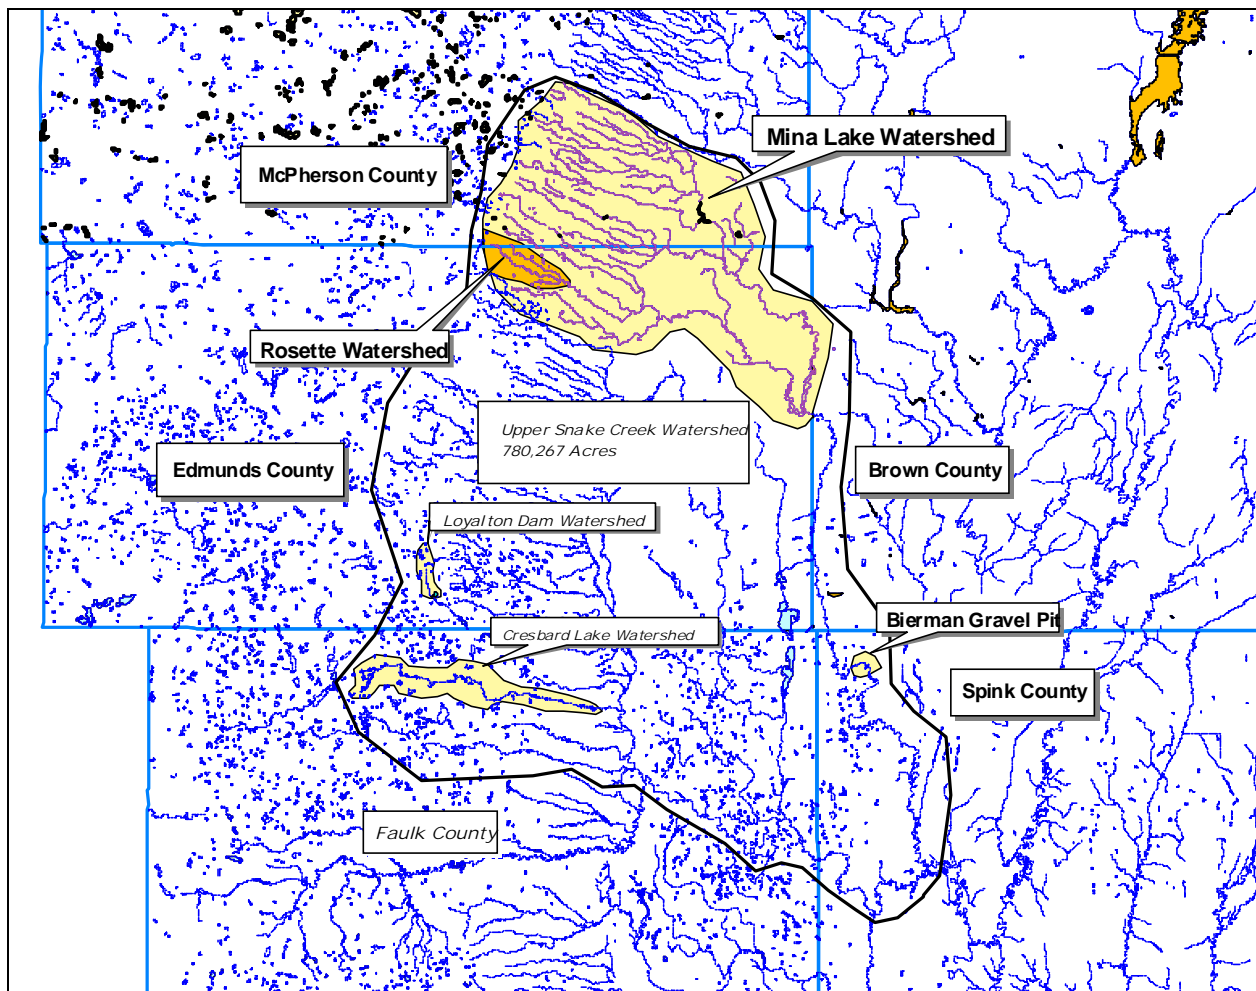 Mina Lake Watershed
McPherson County
Rosette Watershed
Upper Snake Creek Watershed
780,267 Acres
Edmunds County
Brown County
Loyalton Dam Watershed
Bierman Gravel Pit
Cresbard Lake Watershed
Spink County
Faulk County